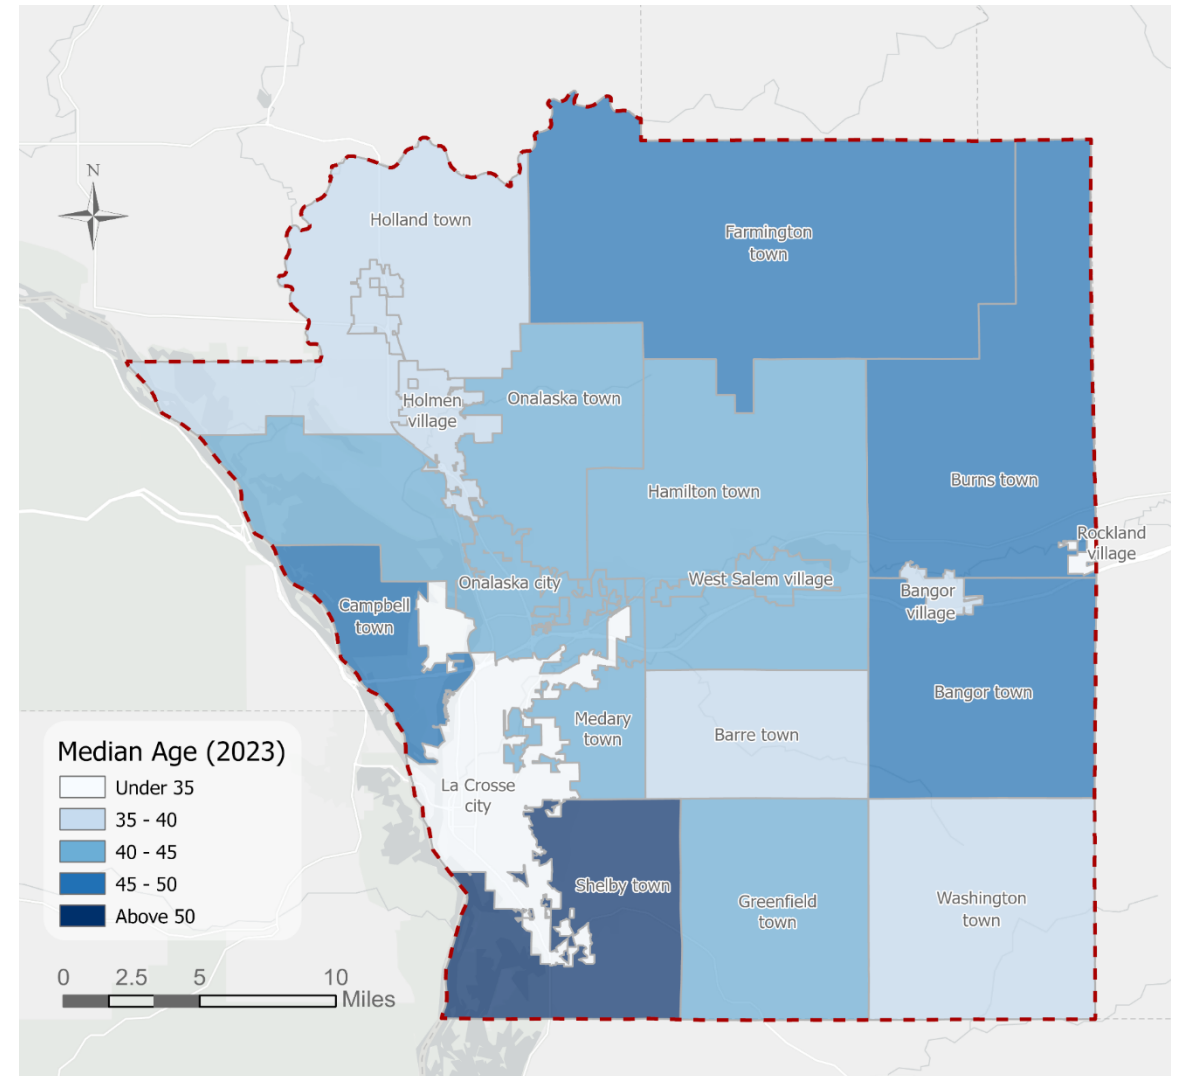 N
Holland town
Farmington
town
Holmen
village
Onalaska town
Hamilton town
Burns town
Rockland
village
Onalaska city
West Salem village
Bangor
village
Campbell
town
Bangor town
Medary
town
Barre town
La Crosse
city
Shelby town
Greenfield
town
Washington
town
Median Age (2023)
Under 35
35 - 40
40 - 45
45 - 50
Above 50
0 2.5 5 10
Miles